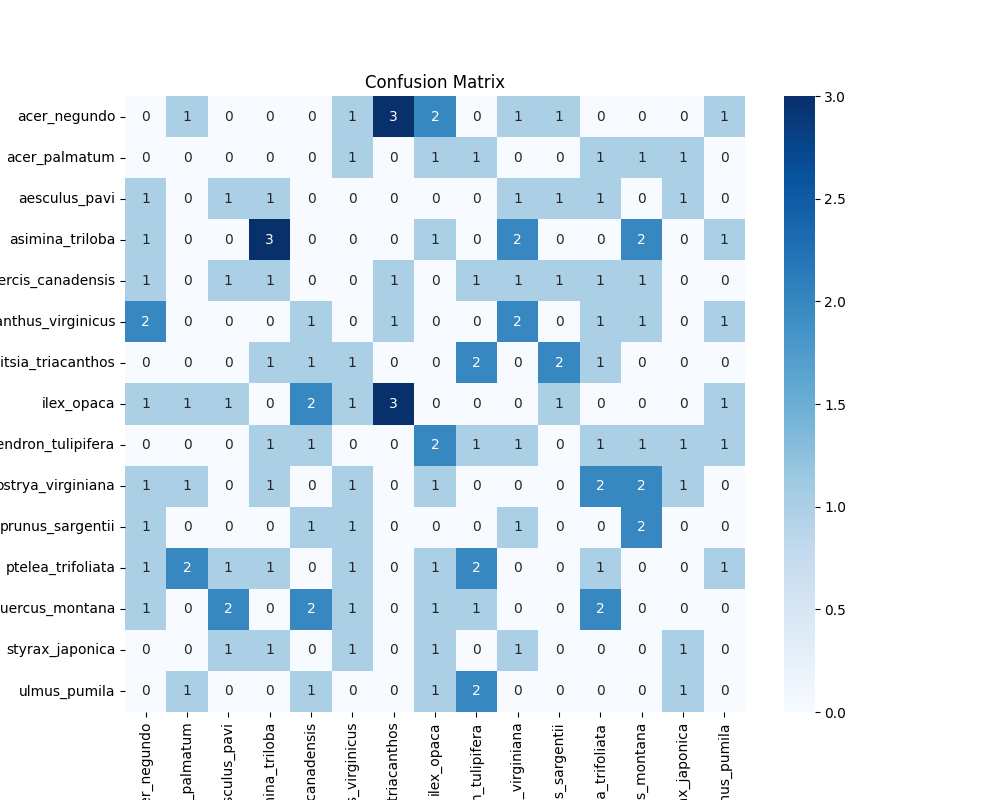 Confusion Matrix
acer_negundo 0 1 0 0 0 1 3 2 0 1 1 0 0 0 1
acer_palmatum 0 0 0 0 0 1 0 1 1 0 0 1 1 1 0
aesculus_pavi 1 0 1 1 0 0 0 0 0 1 1 1 0 1 0
asimina_triloba 1 0 0 3 0 0 0 1 0 2 0 0 2 0 1
ercis_canadensis 1 0 1 1 0 0 1 0 1 1 1 1 1 0 0
anthus_virginicus 2 0 0 0 1 0 1 0 0 2 0 1 1 0 1
itsia_triacanthos 0 0 0 1 1 1 0 0 2 0 2 1 0 0 0
ilex_opaca 1 1 1 0 2 1 3 0 0 0 1 0 0 0 1
endron_tulipifera 0 0 0 1 1 0 0 2 1 1 0 1 1 1 1
ostrya_virginiana 1 1 0 1 0 1 0 1 0 0 0 2 2 1 0
prunus_sargentii 1 0 0 0 1 1 0 0 0 1 0 0 2 0 0
ptelea_trifoliata 1 2 1 1 0 1 0 1 2 0 0 1 0 0 1
uercus_montana 1 0 2 0 2 1 0 1 1 0 0 2 0 0 0
styrax_japonica 0 0 1 1 0 1 0 1 0 1 0 0 0 1 0
ulmus_pumila 0 1 0 0 1 0 0 1 2 0 0 0 0 1 0
er_negundo
_palmatum
sculus_pavi
mina_triloba
canadensis
s_virginicus
triacanthos
ilex_opaca
n_tulipifera
_virginiana
s_sargentii
a_trifoliata
s_montana
ax_japonica
nus_pumila
3.0
2.5
2.0
1.5
1.0
0.5
0.0